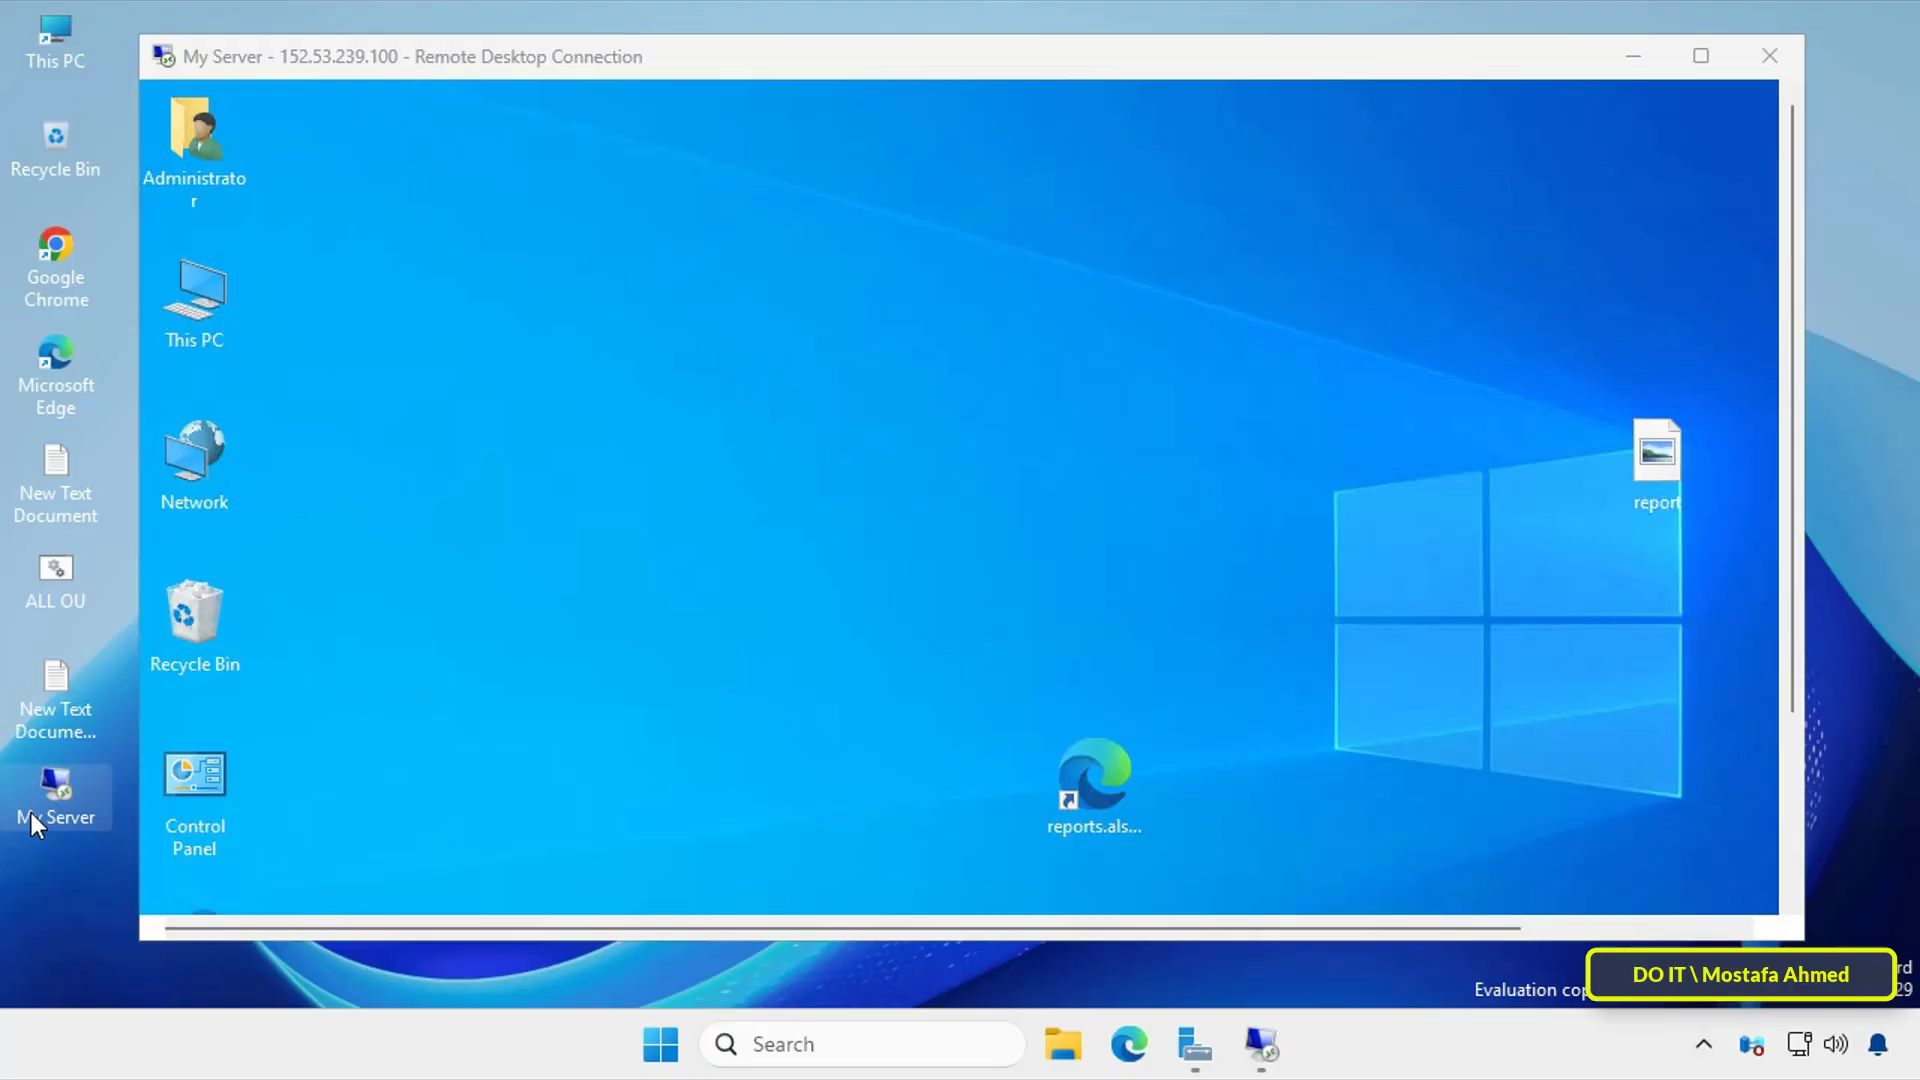 This PC
Recycle Bin
Google
Chrome
Microsoft
Edge
New Text
Document
ALL OU
New Text
Docume...
My Server
My Server - 152.53.239.100 - Remote Desktop Connection
Administrato
r
This PC
Network
Recycle Bin
Control
Panel
report
reports.als...
Evaluation
DO IT \ Mostafa Ahmed
Search